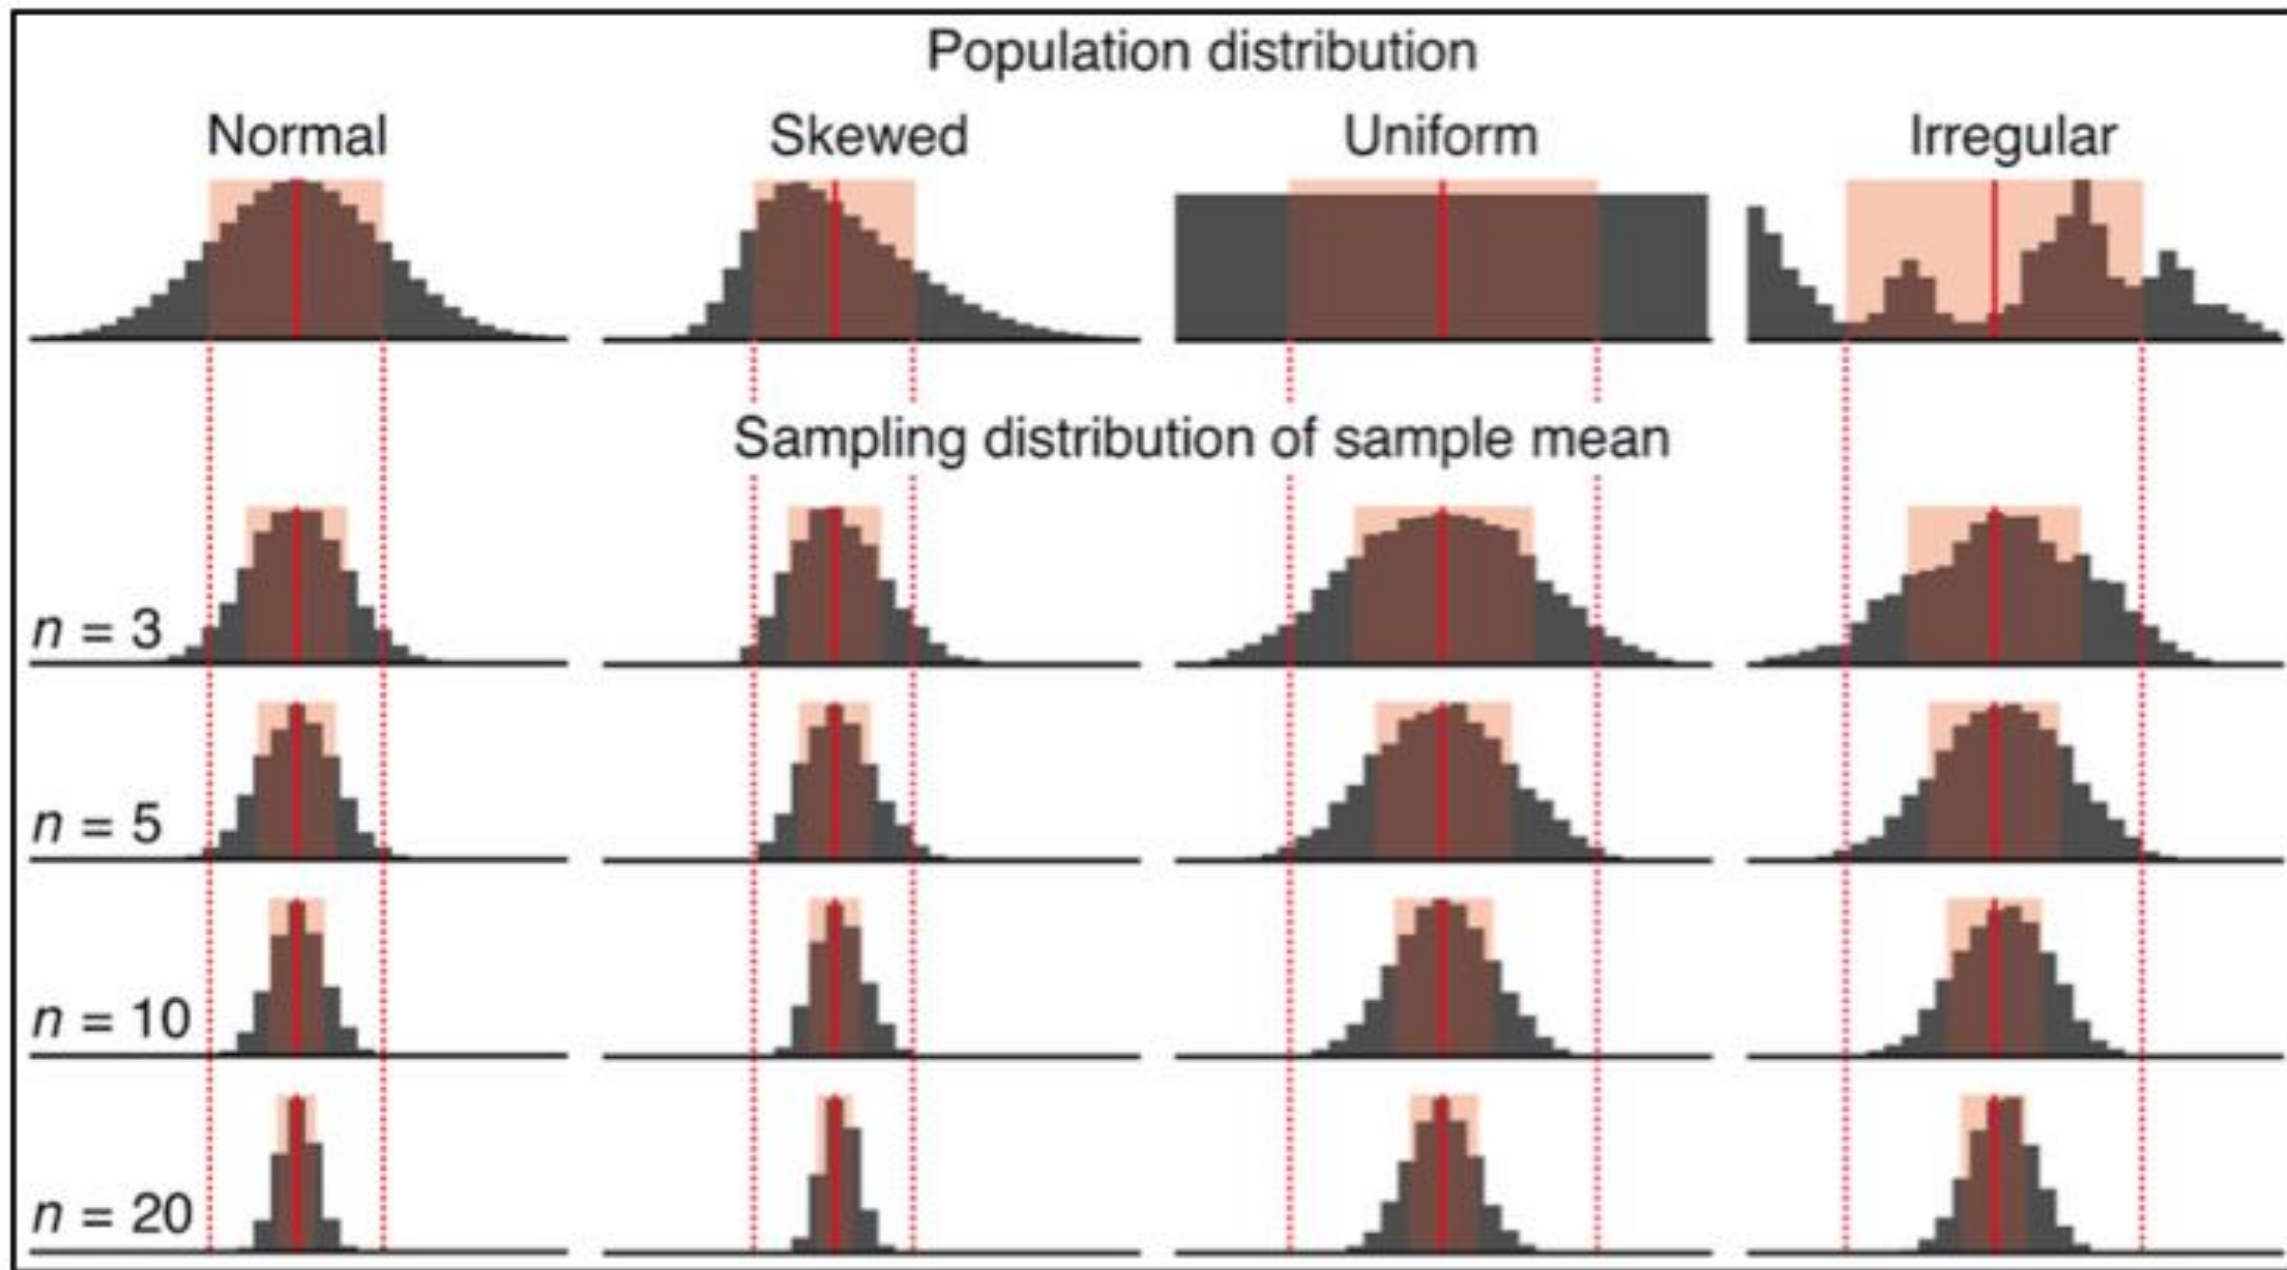 Population distribution
Normal Skewed Uniform Irregular
Sampling distribution of sample mean
n = 3
n = 5
n = 10
n = 20